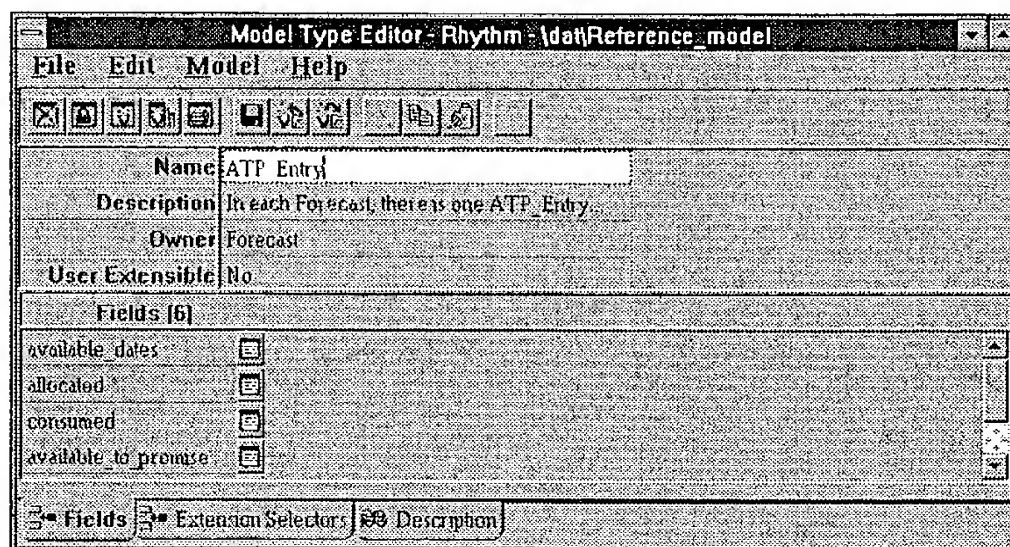 Model Type Editor - Rhythm - \dat\Reference_model
File Edit Model Help
Name ATP_Entry
Description In each Forecast, there is one ATP_Entry...
Owner Forecast
User Extensible No
Fields (6)
available_dates
allocated
consumed
available_to_promise
Fields Extension Selectors Description